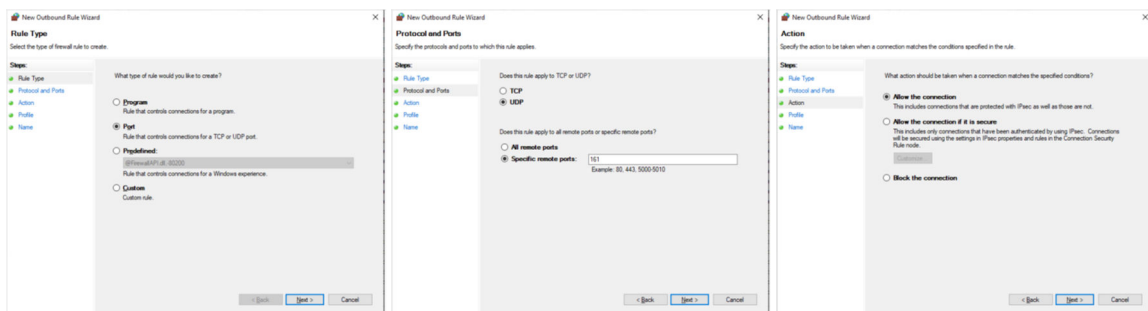 New Outbound Rule Wizard
Rule Type
Select the type of firewall rule to create.
Steps:
Rule Type
Protocol and Ports
Action
Profile
Name
What type of rule would you like to create?
Program
Rule that controls connections for a program.
Port
Rule that controls connections for a TCP or UDP port.
Predefined:
@FirewallAPI.dll,-80200
Rule that controls connections for a Windows experience.
Custom
Custom rule.
< Back
Next >
Cancel
New Outbound Rule Wizard
Protocol and Ports
Specify the protocols and ports to which this rule applies.
Steps:
Rule Type
Protocol and Ports
Action
Profile
Name
Does this rule apply to TCP or UDP?
TCP
UDP
Does this rule apply to all remote ports or specific remote ports?
All remote ports
Specific remote ports:
161
Example: 80, 443, 5000-5010
< Back
Next >
Cancel
New Outbound Rule Wizard
Action
Specify the action to be taken when a connection matches the conditions specified in the rule.
Steps:
Rule Type
Protocol and Ports
Action
Profile
Name
What action should be taken when a connection matches the specified conditions?
Allow the connection
This includes connections that are protected with IPsec as well as those are not.
Allow the connection if it is secure
This includes only connections that have been authenticated by using IPsec. Connections
will be secured using the settings in IPsec properties and rules in the Connection Security
Rule node.
Customize...
Block the connection
< Back
Next >
Cancel